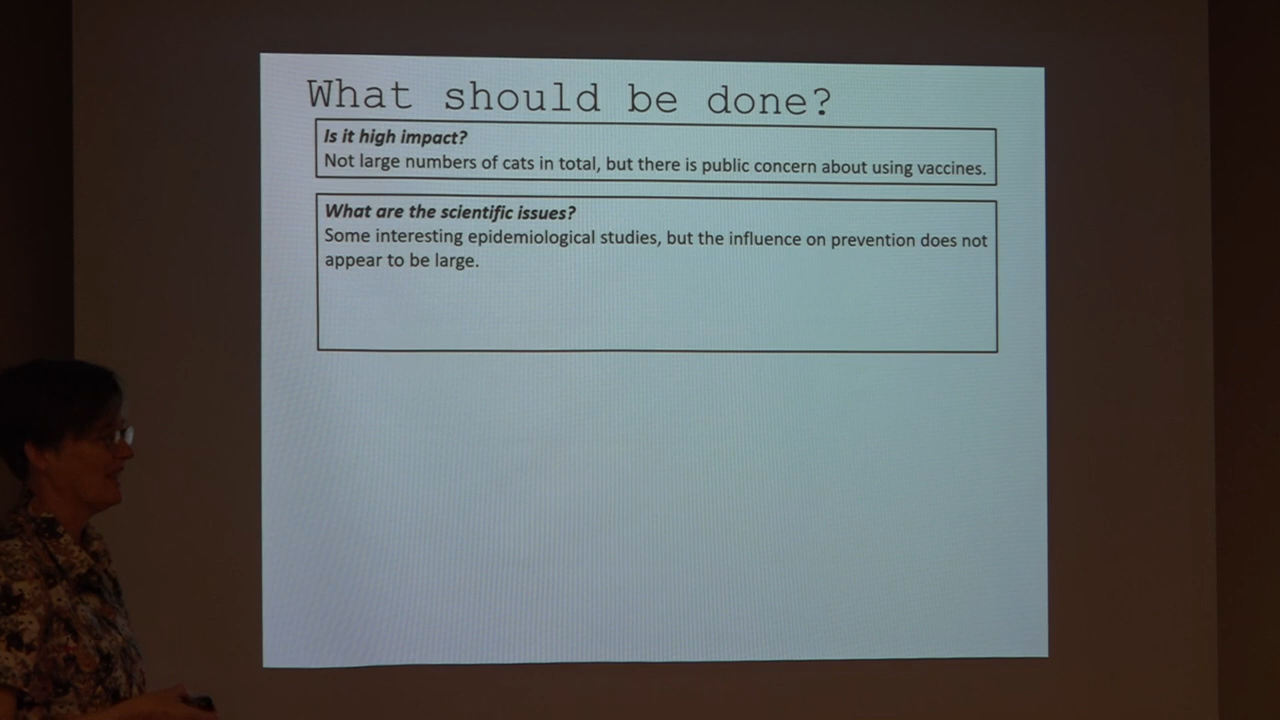 What should be done?
Is it high impact?
Not large numbers of cats in total, but there is public concern about using vaccines.
What are the scientific issues?
Some interesting epidemiological studies, but the influence on prevention does not
appear to be large.